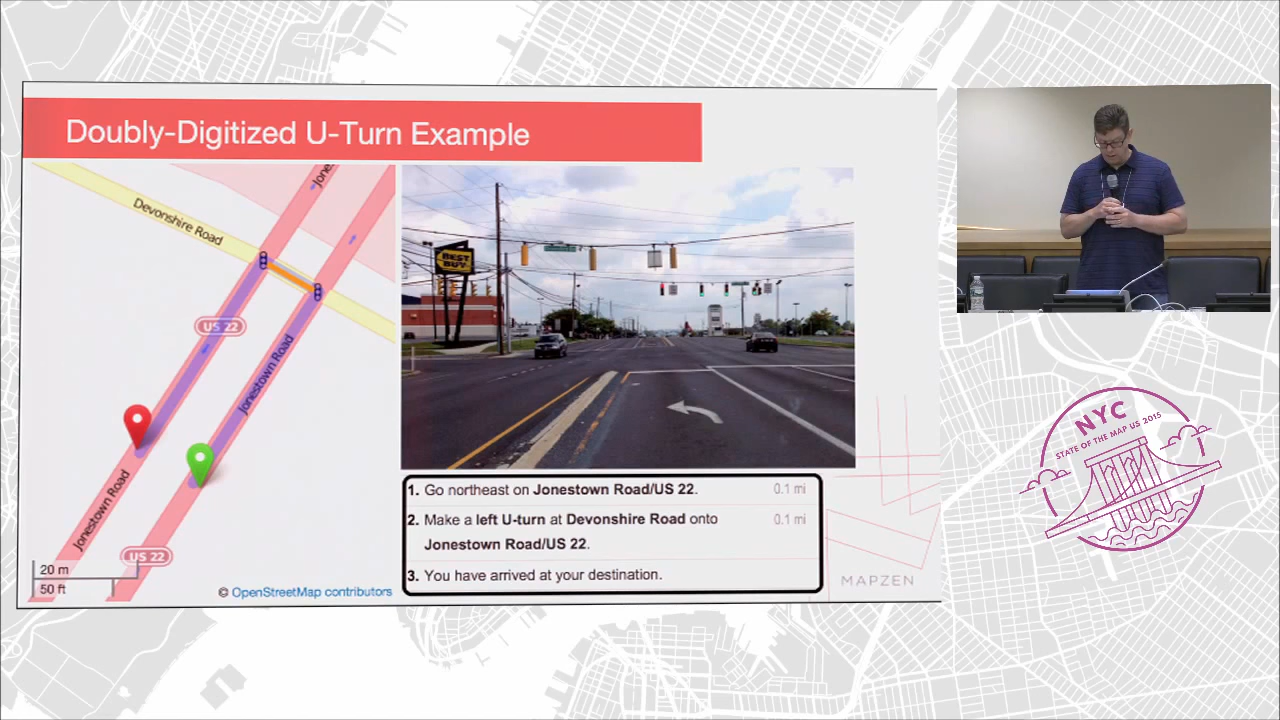 Doubly-Digitized U-Turn Example
Jones
Devonshire Road
US 22
Jonestown Road
Jonestown Road
US 22
20 m
50 ft
© OpenStreetMap contributors
BEST
BUY
1. Go northeast on Jonestown Road/US 22. 0.1 mi
2. Make a left U-turn at Devonshire Road onto 0.1 mi
Jonestown Road/US 22.
3. You have arrived at your destination.
MAPZEN
NYC
STATE OF THE MAP US 2015